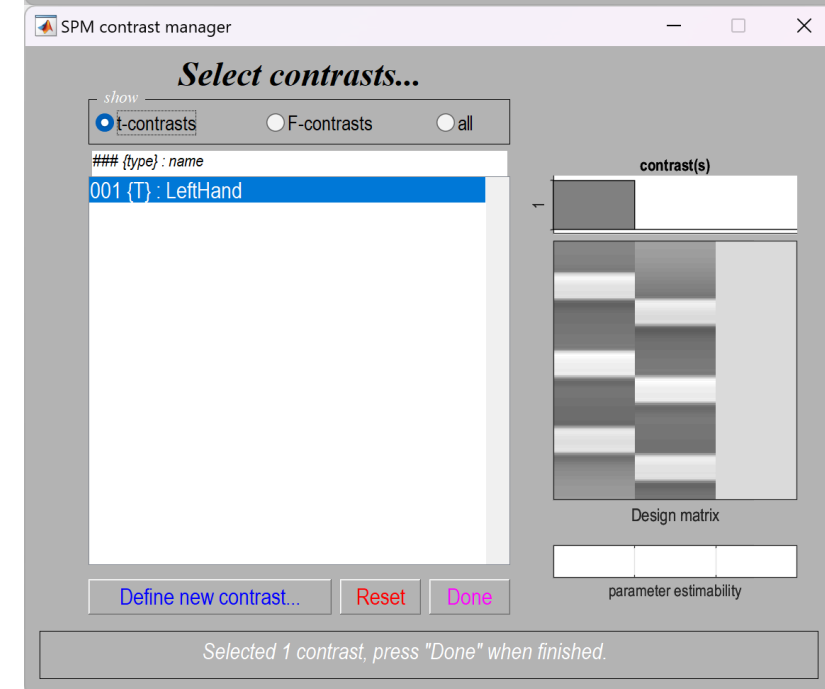 SPM contrast manager
Select contrasts...
show
t-contrasts
F-contrasts
all
### {type} : name
001 {T} : LeftHand
contrast(s)
1
Design matrix
parameter estimability
Define new contrast...
Reset
Done
Selected 1 contrast, press "Done" when finished.